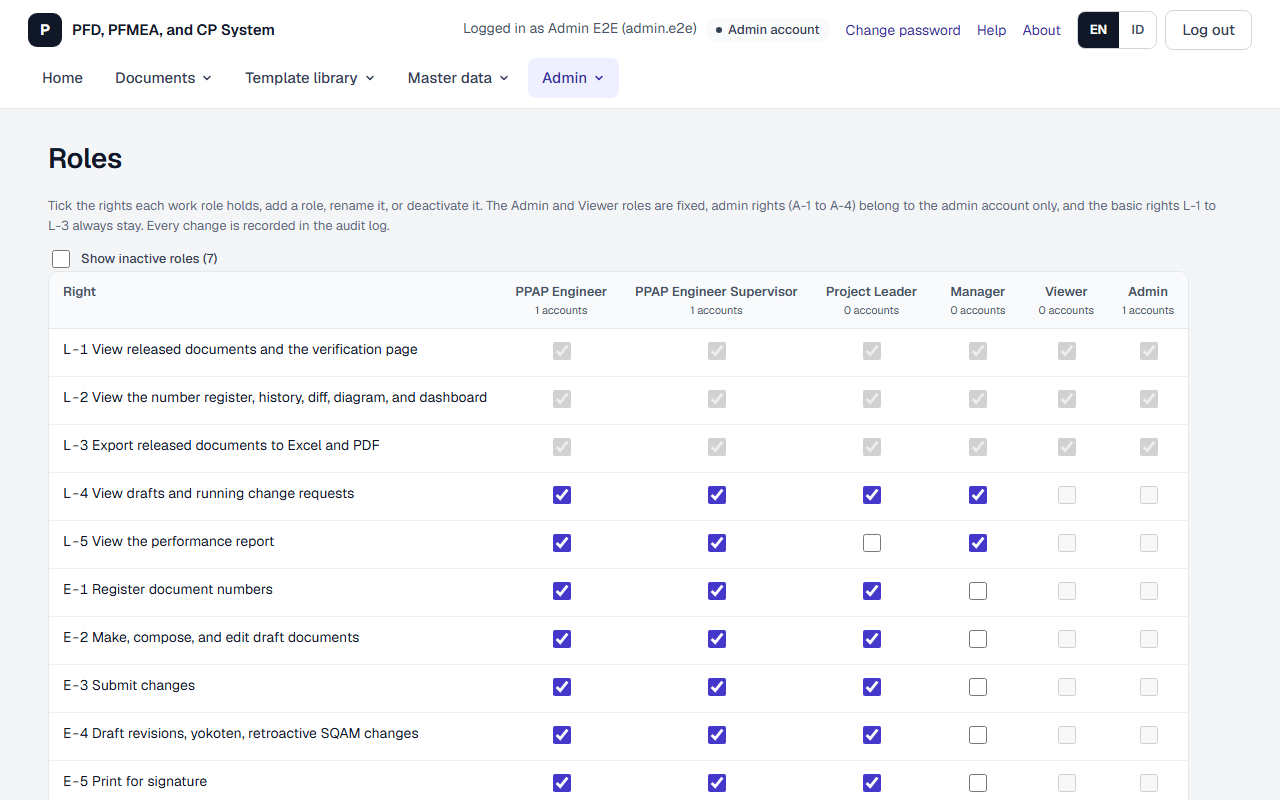 P PFD, PFMEA, and CP System
Logged in as Admin E2E (admin.e2e) Admin account Change password Help About EN ID Log out
Home Documents Template library Master data Admin
Roles
Tick the rights each work role holds, add a role, rename it, or deactivate it. The Admin and Viewer roles are fixed, admin rights (A-1 to A-4) belong to the admin account only, and the basic rights L-1 to
L-3 always stay. Every change is recorded in the audit log.
Show inactive roles (7)
Right PPAP Engineer PPAP Engineer Supervisor Project Leader Manager Viewer Admin
1 accounts 1 accounts 0 accounts 0 accounts 0 accounts 1 accounts
L-1 View released documents and the verification page
L-2 View the number register, history, diff, diagram, and dashboard
L-3 Export released documents to Excel and PDF
L-4 View drafts and running change requests
L-5 View the performance report
E-1 Register document numbers
E-2 Make, compose, and edit draft documents
E-3 Submit changes
E-4 Draft revisions, yokoten, retroactive SQAM changes
E-5 Print for signature